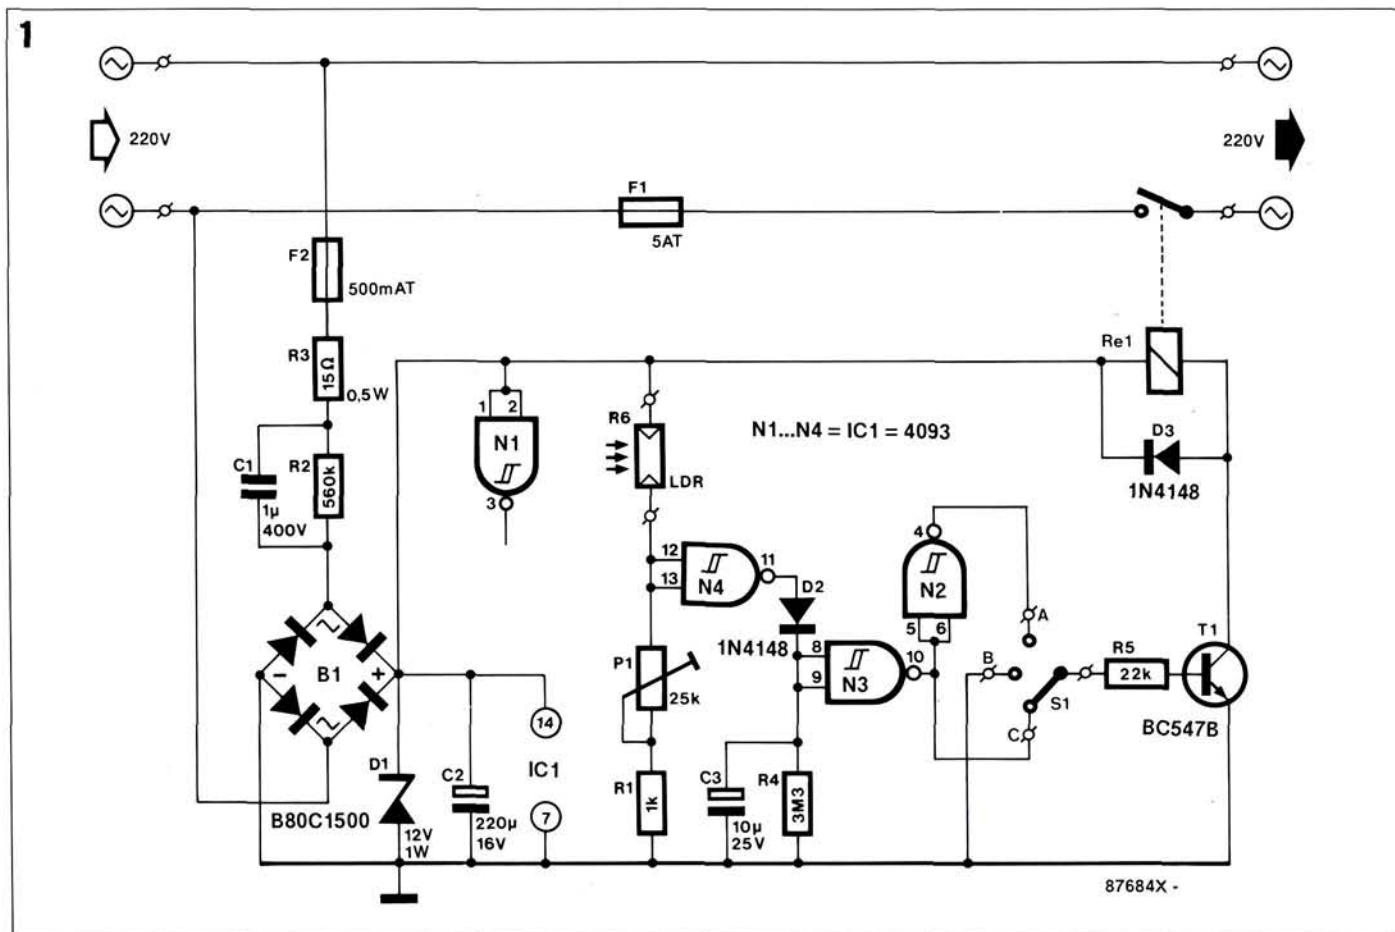 1
220V
220V
F1
5AT
F2
500mAT
R3
15Ω
0,5W
Re1
1
2
N1
3
R6
LDR
N1...N4 = IC1 = 4093
D3
1N4148
C1
1µ
400V
R2
560k
12
13
N4
11
D2
1N4148
4
N2
5
6
A
B
C
S1
R5
22k
T1
BC547B
8
9
N3
10
P1
25k
B1
-
+
14
IC1
7
D1
12V
1W
C2
220µ
16V
R1
1k
C3
10µ
25V
R4
3M3
B80C1500
87684X -